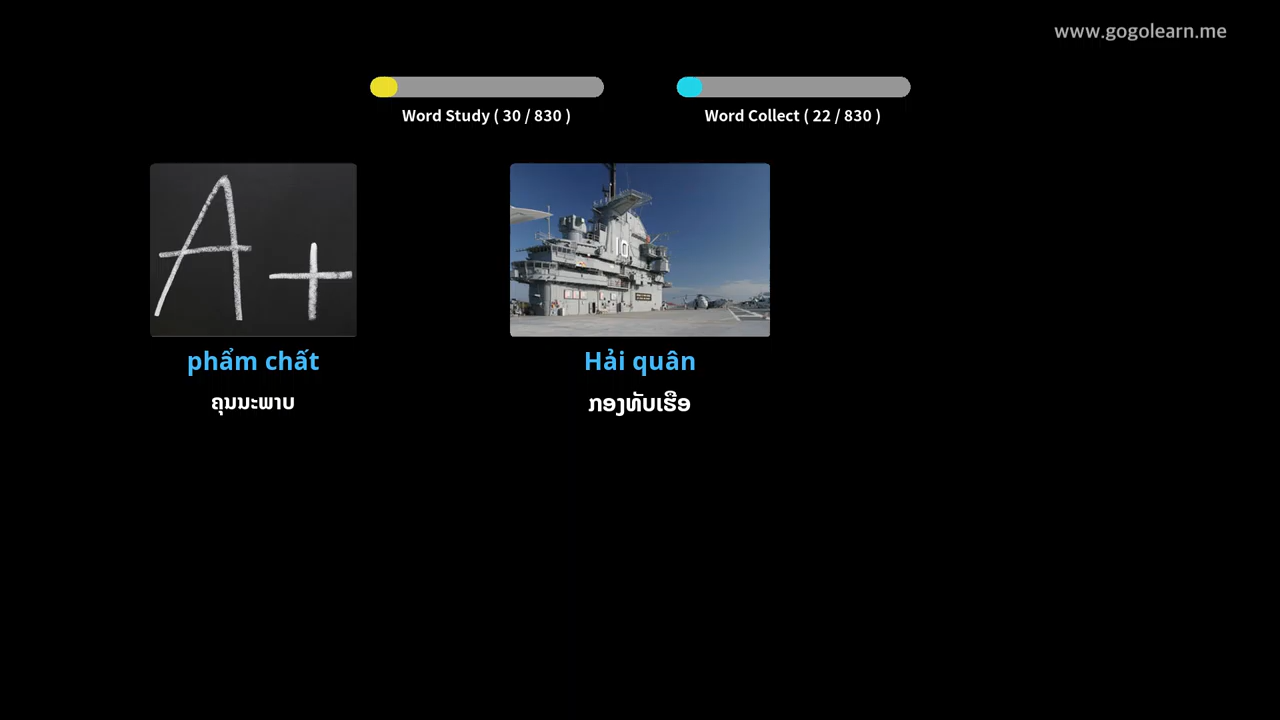 www.gogolearn.me
Word Study ( 30 / 830 )
Word Collect ( 22 / 830 )
A+
10
phẩm chất
Hải quân
ຄຸນນະພາບ
ກອງທັບເຮືອ